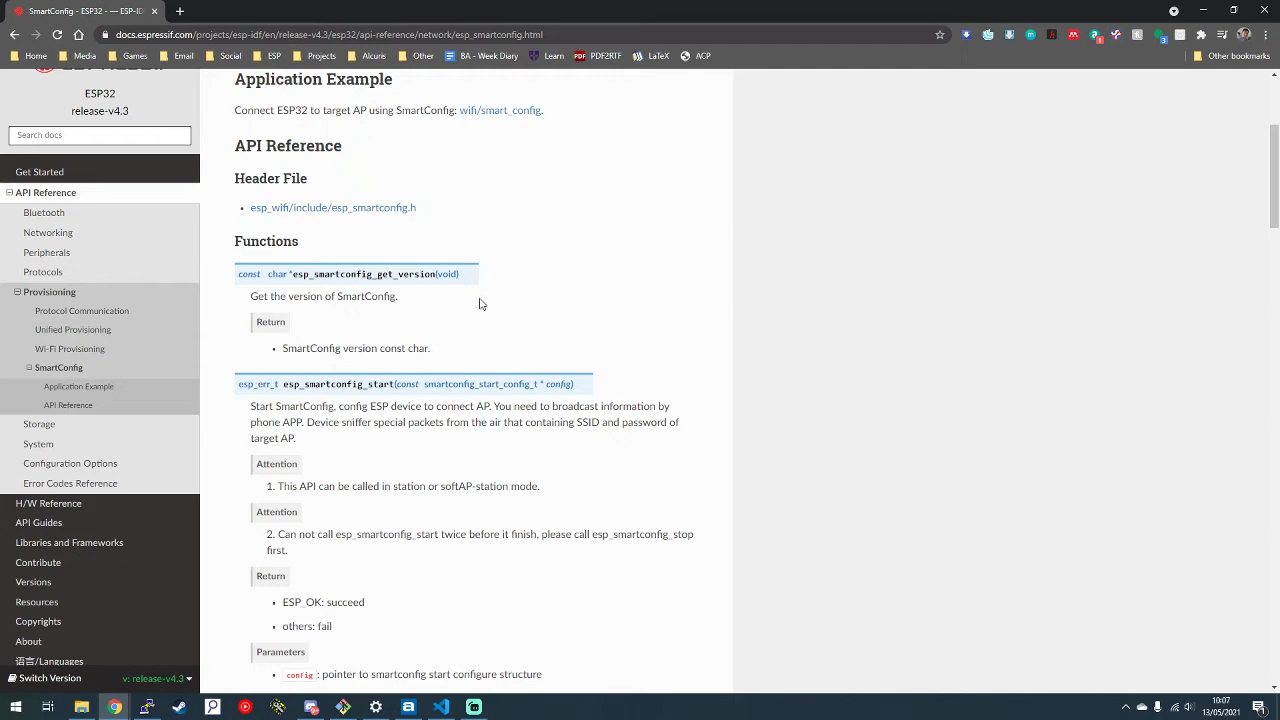 SmartConfig - ESP32 — ESP-ID
docs.espressif.com/projects/esp-idf/en/release-v4.3/esp32/api-reference/network/esp_smartconfig.html
Home Media Games Social ESP Projects Alcuris Other BA - Week Diary Learn PDF2RTF LaTeX ACP Other bookmarks
ESP32
release-v4.3
Search docs
Get Started
API Reference
Bluetooth
Networking
Peripherals
Protocols
Provisioning
Protocol Communication
Unified Provisioning
Wi-Fi Provisioning
SmartConfig
Application Example
API Reference
Storage
System
Configuration Options
Error Codes Reference
H/W Reference
API Guides
Libraries and Frameworks
Contribute
Versions
Resources
Copyrights
About
语言/Languages
Switch Version v: release-v4.3
Application Example
Connect ESP32 to target AP using SmartConfig: wifi/smart_config.
API Reference
Header File
esp_wifi/include/esp_smartconfig.h
Functions
const char *esp_smartconfig_get_version(void)
Get the version of SmartConfig.
Return
SmartConfig version const char.
esp_err_t esp_smartconfig_start(const smartconfig_start_config_t * config)
Start SmartConfig, config ESP device to connect AP. You need to broadcast information by
phone APP. Device sniffer special packets from the air that containing SSID and password of
target AP.
Attention
1. This API can be called in station or softAP-station mode.
Attention
2. Can not call esp_smartconfig_start twice before it finish, please call esp_smartconfig_stop
first.
Return
ESP_OK: succeed
others: fail
Parameters
config : pointer to smartconfig start configure structure
10:07
13/05/2021